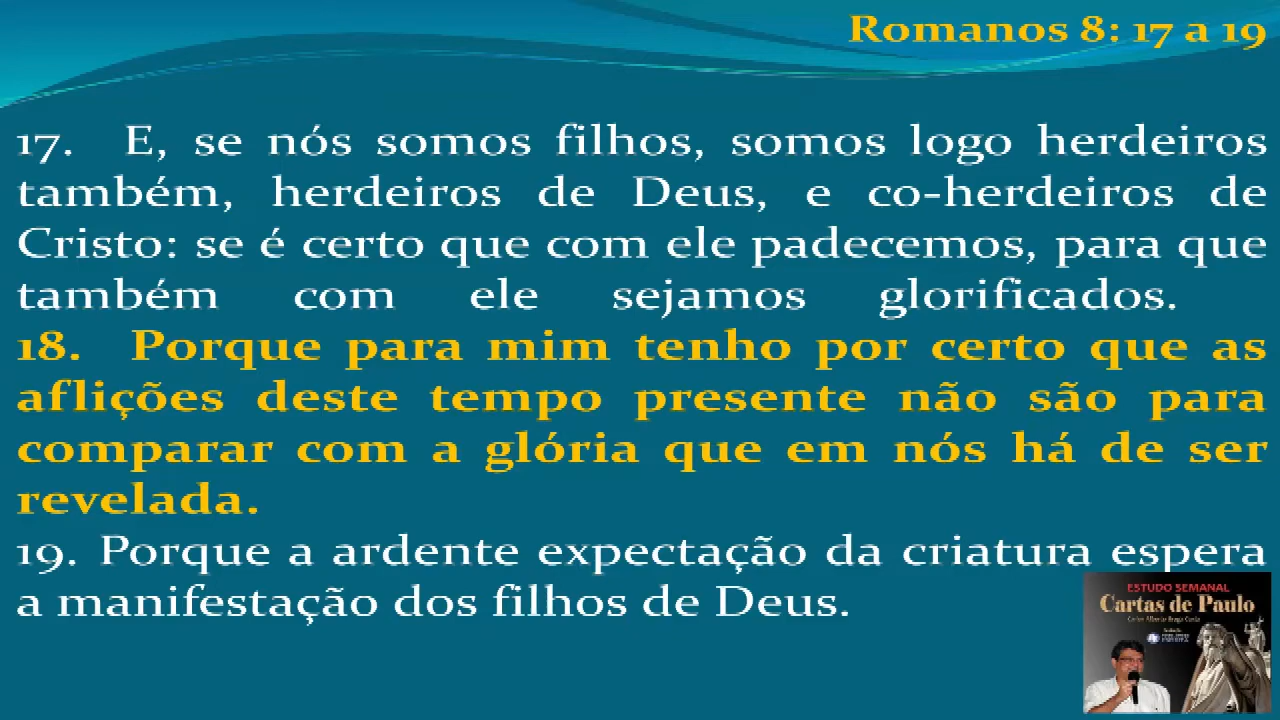 Romanos 8: 17 a 19
17. E, se nós somos filhos, somos logo herdeiros
também, herdeiros de Deus, e co-herdeiros de
Cristo: se é certo que com ele padecemos, para que
também com ele sejamos glorificados.
18. Porque para mim tenho por certo que as
aflições deste tempo presente não são para
comparar com a glória que em nós há de ser
revelada.
19. Porque a ardente expectação da criatura espera
a manifestação dos filhos de Deus.
ESTUDO SEMANAL
Cartas de Paulo
Carlos Alberto Braga Costa